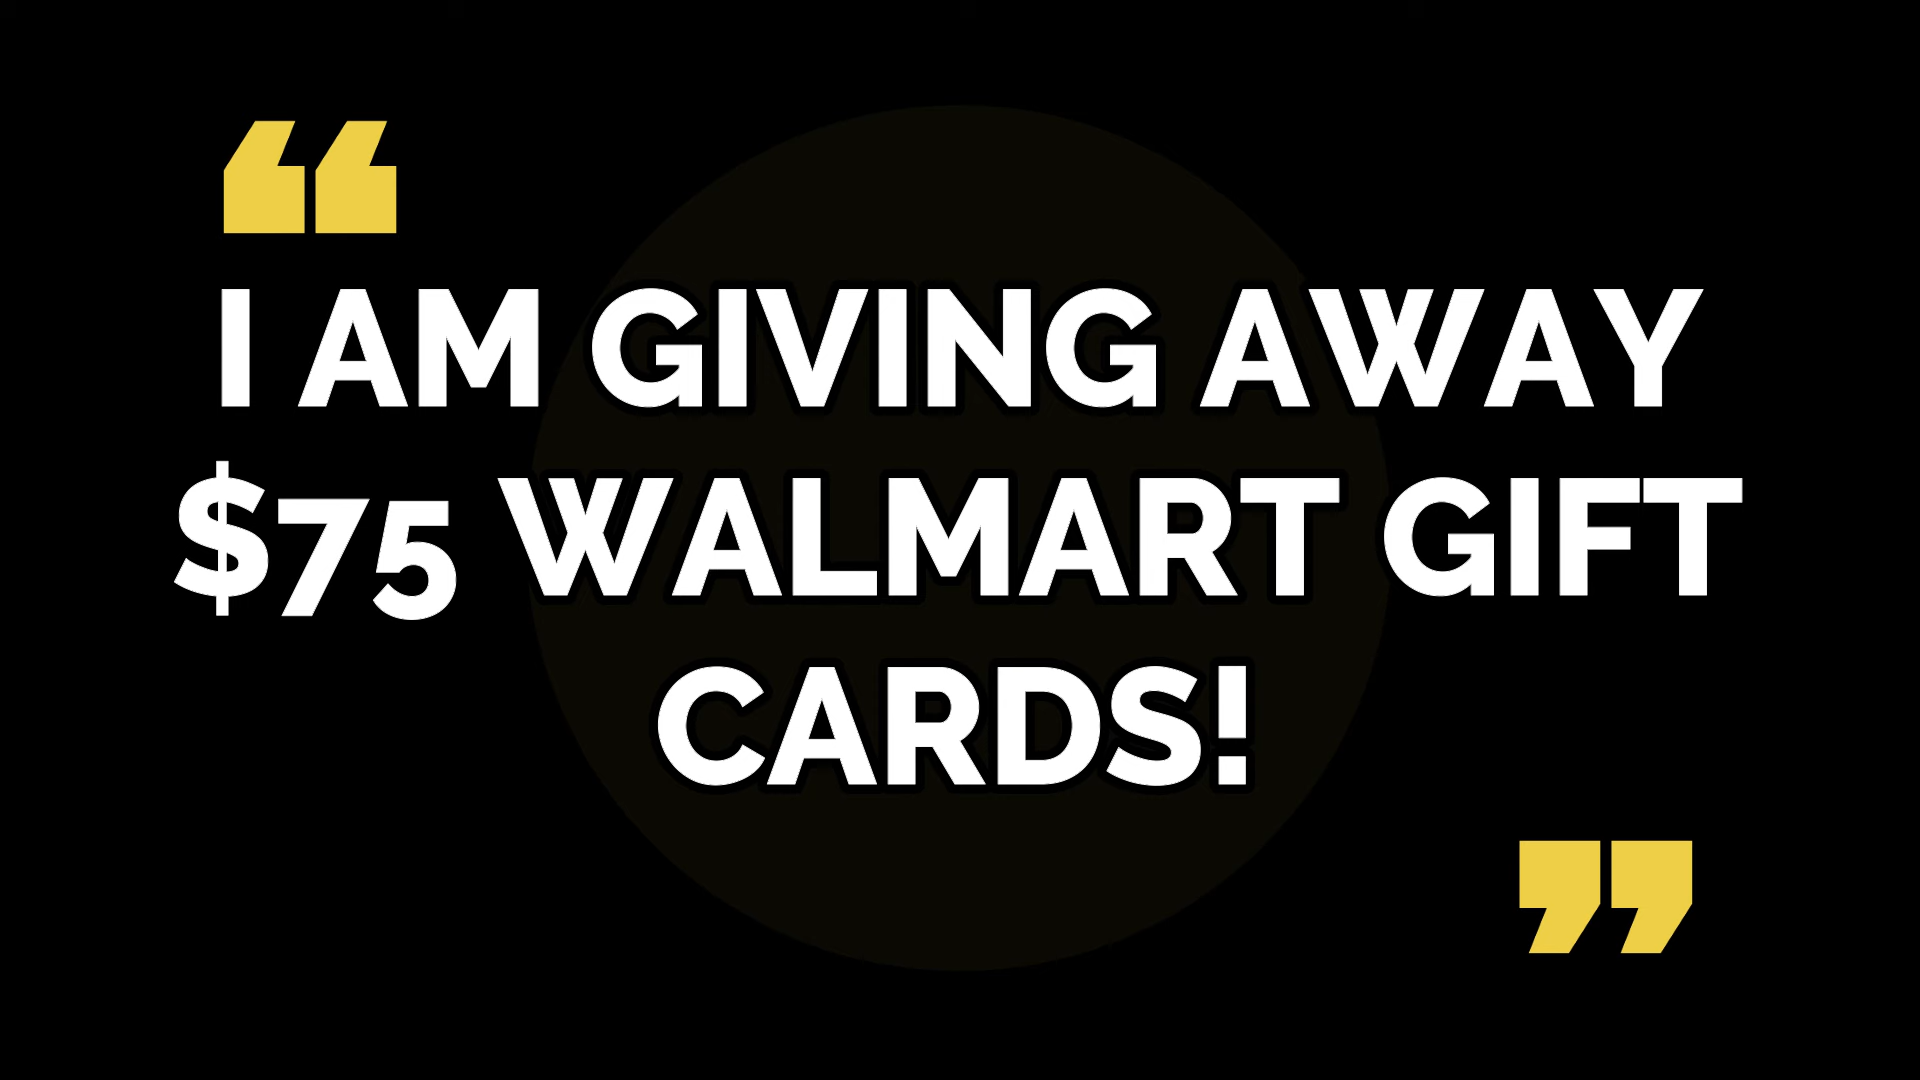 “
I AM GIVING AWAY
$75 WALMART GIFT
CARDS!
”